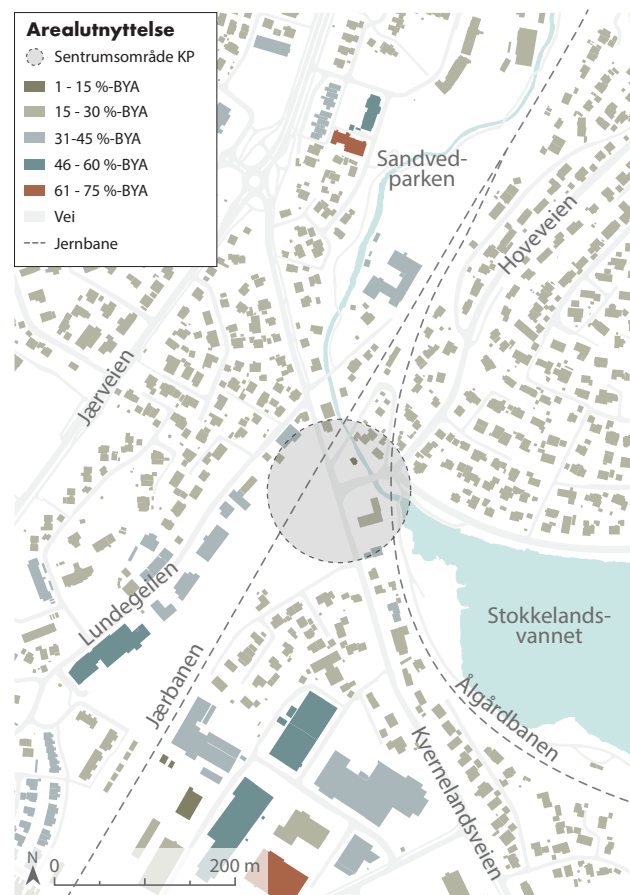 Arealutnyttelse
Sentrumsområde KP
1 - 15 %-BYA
15 - 30 %-BYA
31-45 %-BYA
46 - 60 %-BYA
61 - 75 %-BYA
Vei
Jernbane
Sandved-
parken
Hoveveien
Jærveien
Lundegeilen
Stokkelands-
vannet
Jærbanen
Ålgårdbanen
Kvernelandsveien
N
0
200 m